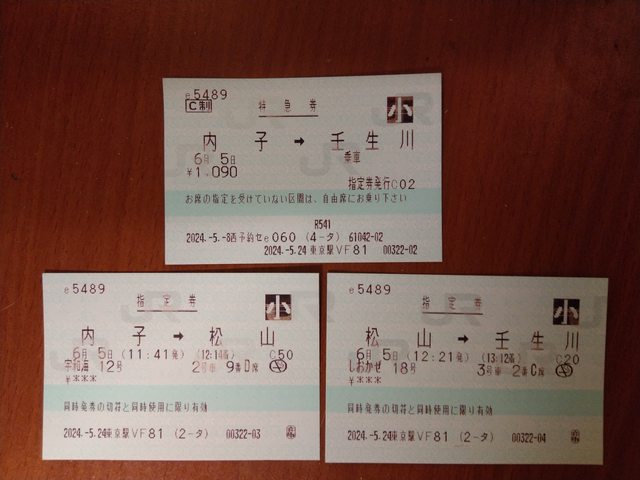 e5489
C制
特急券
小
内子 → 壬生川
6月 5日 乗車
¥1,090
指定券発行C02
お席の指定を受けていない区間は、自由席にお乗り下さい
R541
2024.-5.-8西予約セe060 (4-タ) 61042-02
2024.-5.24東京駅VF81 00322-02
e5489
指定券
小
内子 → 松山
6月 5日 (11:41発) (12:14着) C50
宇和海 12号 2号車 9番D席
¥***
同時発券の切符と同時使用に限り有効
2024.-5.24東京駅VF81 (2-タ) 00322-03
e5489
指定券
小
松山 → 壬生川
6月 5日 (12:21発) (13:12着) C20
しおかぜ 18号 3号車 2番C席
¥***
同時発券の切符と同時使用に限り有効
2024.-5.24東京駅VF81 (2-タ) 00322-04